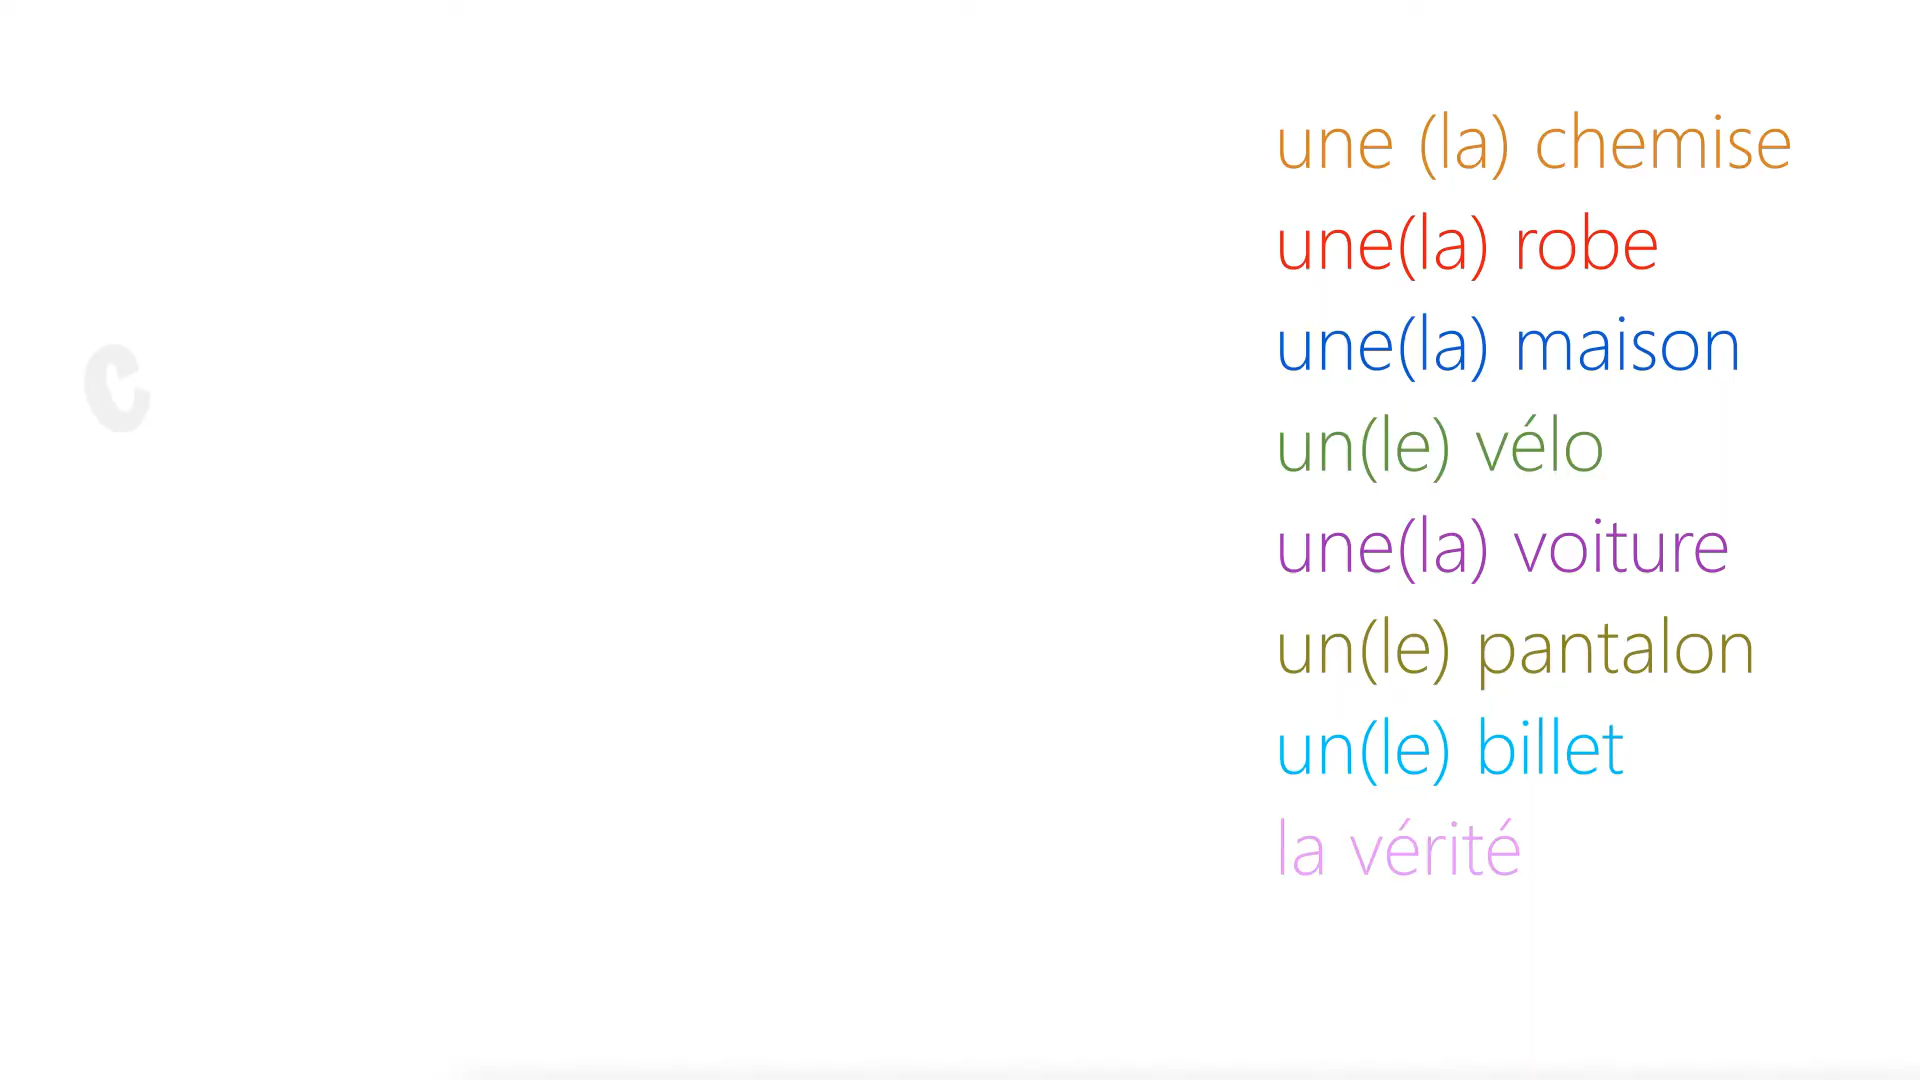 une (la) chemise
une(la) robe
une(la) maison
C
un(le) vélo
une(la) voiture
un(le) pantalon
un(le) billet
la vérité